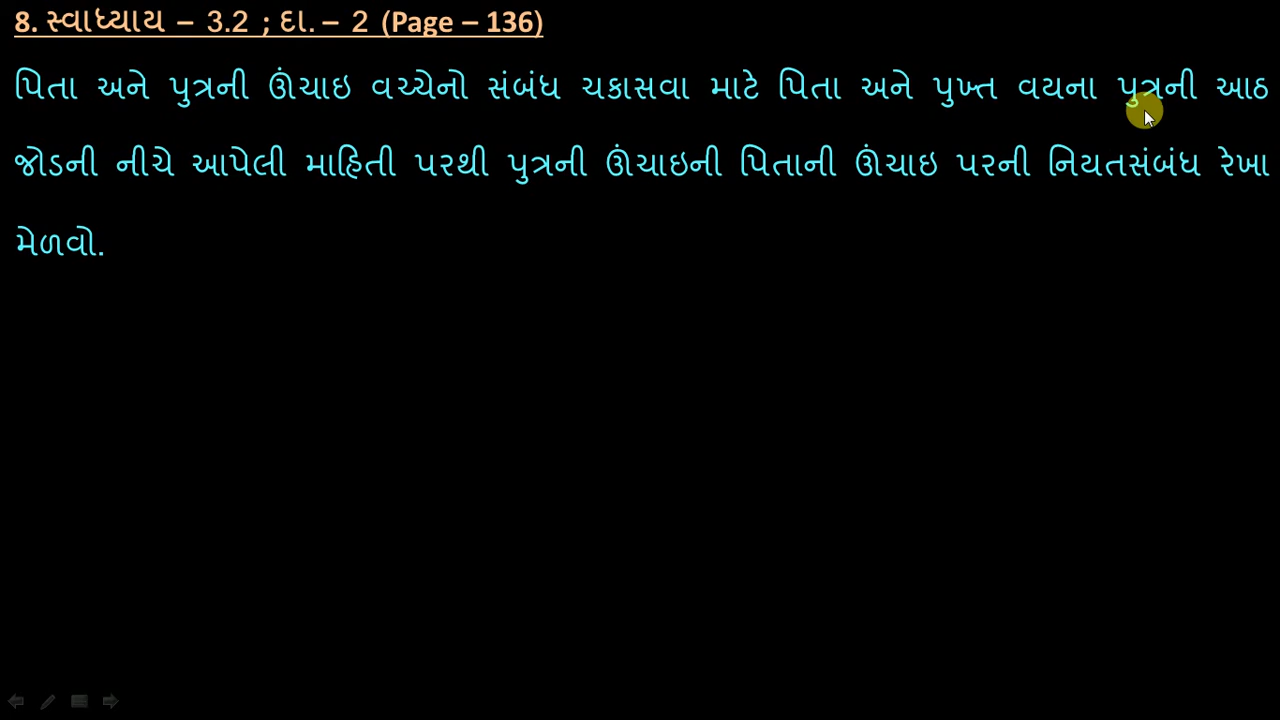 8. સ્વાધ્યાય – 3.2 ; દા. – 2 (Page – 136)
પિતા અને પુત્રની ઊંચાઇ વચ્ચેનો સંબંધ ચકાસવા માટે પિતા અને પુખ્ત વયના પુત્રની આઠ
જોડની નીચે આપેલી માહિતી પરથી પુત્રની ઊંચાઇની પિતાની ઊંચાઇ પરની નિયતસંબંધ રેખા
મેળવો.